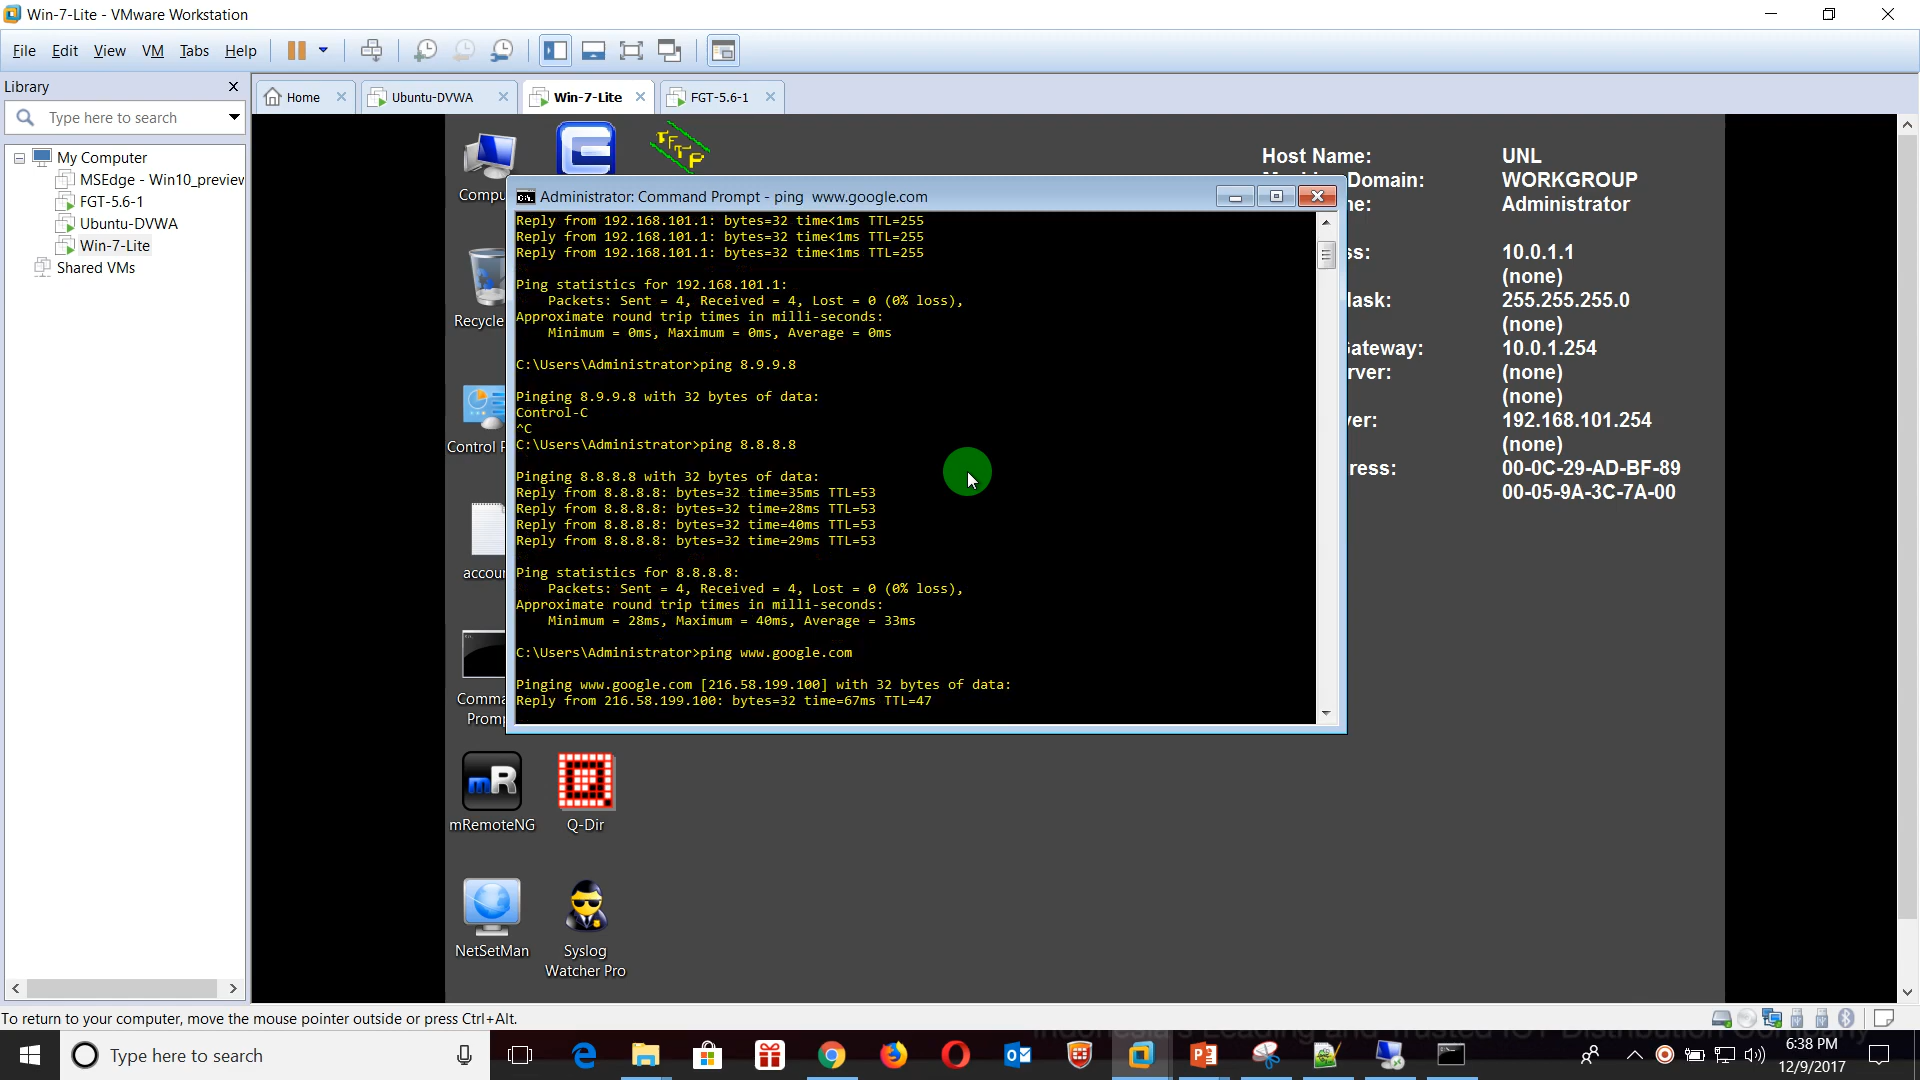 Win-7-Lite - VMware Workstation
File Edit View VM Tabs Help
Library
Type here to search
My Computer
MSEdge - Win10_preview
FGT-5.6-1
Ubuntu-DVWA
Win-7-Lite
Shared VMs
Home
Ubuntu-DVWA
Win-7-Lite
FGT-5.6-1
TFTP
Compu
Recycle
Control P
accour
Comma
Promp
mRemoteNG
Q-Dir
NetSetMan
Syslog
Watcher Pro
Administrator: Command Prompt - ping www.google.com
Reply from 192.168.101.1: bytes=32 time<1ms TTL=255
Reply from 192.168.101.1: bytes=32 time<1ms TTL=255
Reply from 192.168.101.1: bytes=32 time<1ms TTL=255
Ping statistics for 192.168.101.1:
Packets: Sent = 4, Received = 4, Lost = 0 (0% loss),
Approximate round trip times in milli-seconds:
Minimum = 0ms, Maximum = 0ms, Average = 0ms
C:\Users\Administrator>ping 8.9.9.8
Pinging 8.9.9.8 with 32 bytes of data:
Control-C
^C
C:\Users\Administrator>ping 8.8.8.8
Pinging 8.8.8.8 with 32 bytes of data:
Reply from 8.8.8.8: bytes=32 time=35ms TTL=53
Reply from 8.8.8.8: bytes=32 time=28ms TTL=53
Reply from 8.8.8.8: bytes=32 time=40ms TTL=53
Reply from 8.8.8.8: bytes=32 time=29ms TTL=53
Ping statistics for 8.8.8.8:
Packets: Sent = 4, Received = 4, Lost = 0 (0% loss),
Approximate round trip times in milli-seconds:
Minimum = 28ms, Maximum = 40ms, Average = 33ms
C:\Users\Administrator>ping www.google.com
Pinging www.google.com [216.58.199.100] with 32 bytes of data:
Reply from 216.58.199.100: bytes=32 time=67ms TTL=47
Host Name: UNL
Domain: WORKGROUP
e: Administrator
ss: 10.0.1.1
(none)
lask: 255.255.255.0
(none)
ateway: 10.0.1.254
rver: (none)
(none)
er: 192.168.101.254
(none)
ress: 00-0C-29-AD-BF-89
00-05-9A-3C-7A-00
To return to your computer, move the mouse pointer outside or press Ctrl+Alt.
Type here to search
6:38 PM
12/9/2017